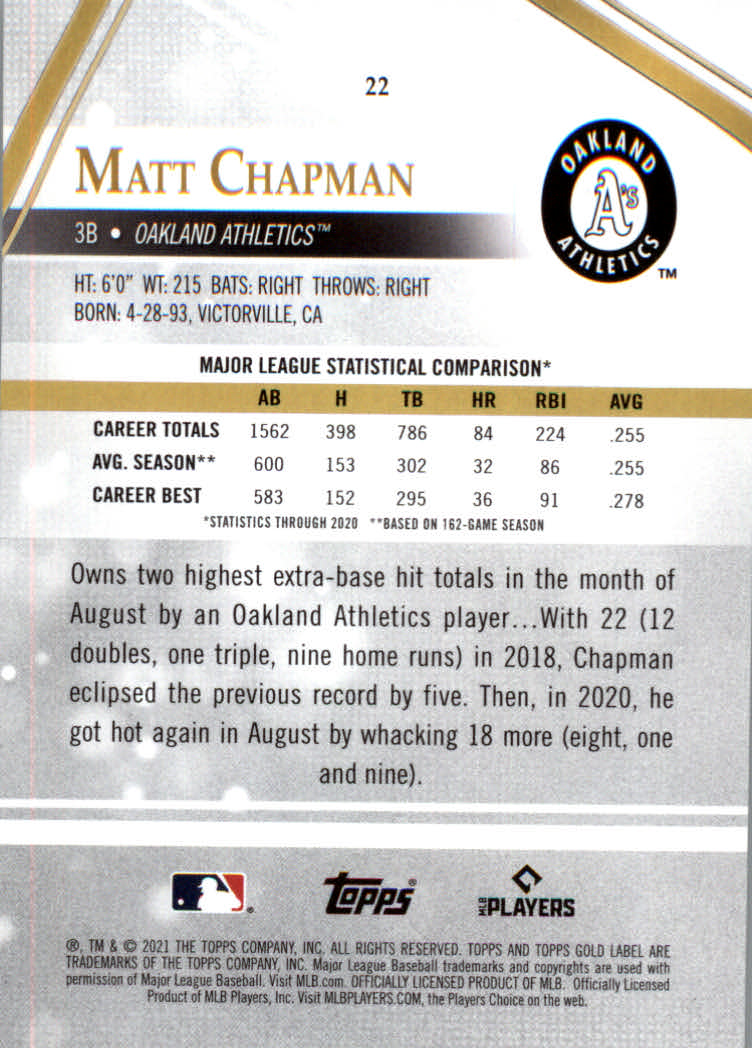 22
MATT CHAPMAN
3B • OAKLAND ATHLETICS™
OAKLAND
A's
ATHLETICS
™
HT: 6'0" WT: 215 BATS: RIGHT THROWS: RIGHT
BORN: 4-28-93, VICTORVILLE, CA
MAJOR LEAGUE STATISTICAL COMPARISON*
AB H TB HR RBI AVG
CAREER TOTALS 1562 398 786 84 224 .255
AVG. SEASON** 600 153 302 32 86 .255
CAREER BEST 583 152 295 36 91 .278
*STATISTICS THROUGH 2020 **BASED ON 162-GAME SEASON
Owns two highest extra-base hit totals in the month of
August by an Oakland Athletics player...With 22 (12
doubles, one triple, nine home runs) in 2018, Chapman
eclipsed the previous record by five. Then, in 2020, he
got hot again in August by whacking 18 more (eight, one
and nine).
®
Topps®
MLB PLAYERS
®, TM & © 2021 THE TOPPS COMPANY, INC. ALL RIGHTS RESERVED. TOPPS AND TOPPS GOLD LABEL ARE
TRADEMARKS OF THE TOPPS COMPANY, INC. Major League Baseball trademarks and copyrights are used with
permission of Major League Baseball. Visit MLB.com. OFFICIALLY LICENSED PRODUCT OF MLB. Officially Licensed
Product of MLB Players, Inc. Visit MLBPLAYERS.COM, the Players Choice on the web.